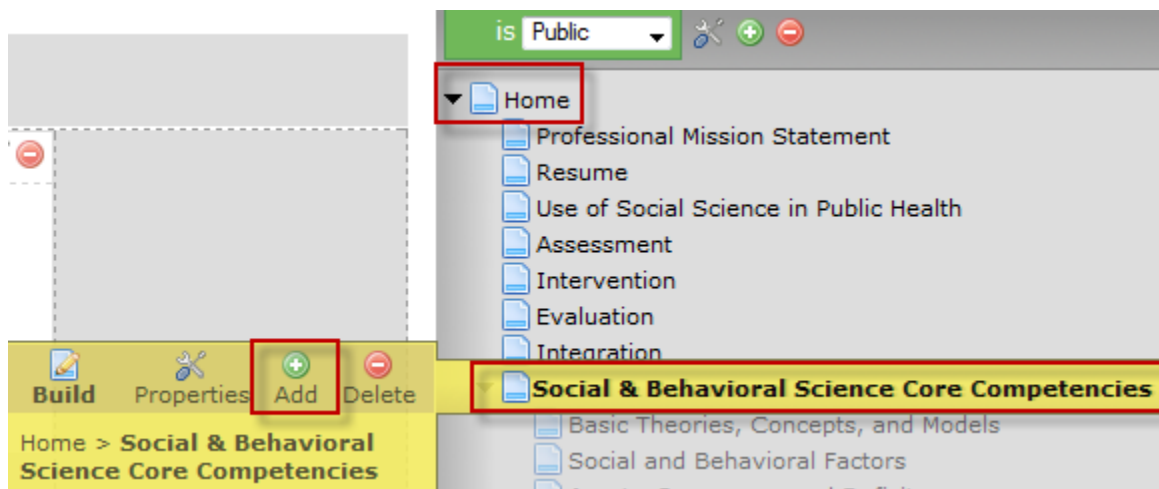 is Public
Home
Professional Mission Statement
Resume
Use of Social Science in Public Health
Assessment
Intervention
Evaluation
Integration
Social & Behavioral Science Core Competencies
Basic Theories, Concepts, and Models
Social and Behavioral Factors
Build Properties Add Delete
Home > Social & Behavioral
Science Core Competencies